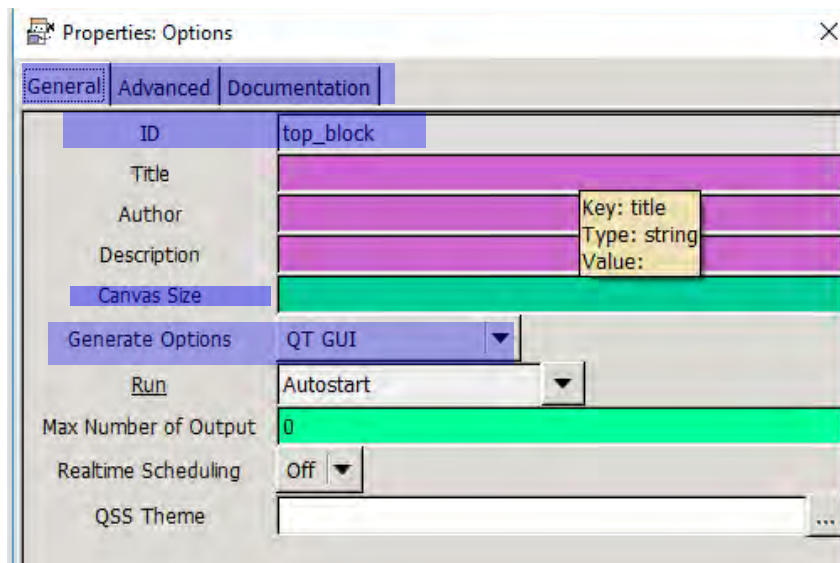 Properties: Options
General Advanced Documentation
ID top_block
Title
Author
Description
Key: title
Type: string
Value:
Canvas Size
Generate Options QT GUI
Run Autostart
Max Number of Output 0
Realtime Scheduling Off
QSS Theme ...